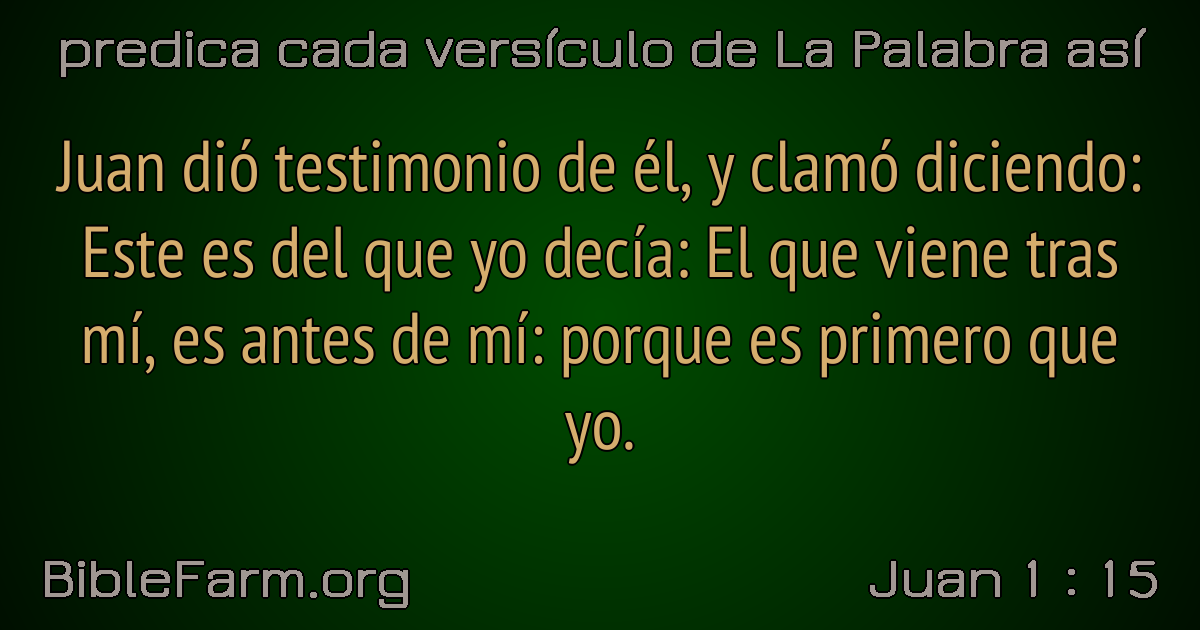 predica cada versículo de La Palabra así
Juan dió testimonio de él, y clamó diciendo:
Este es del que yo decía: El que viene tras
mí, es antes de mí: porque es primero que
yo.
BibleFarm.org
Juan 1 : 15